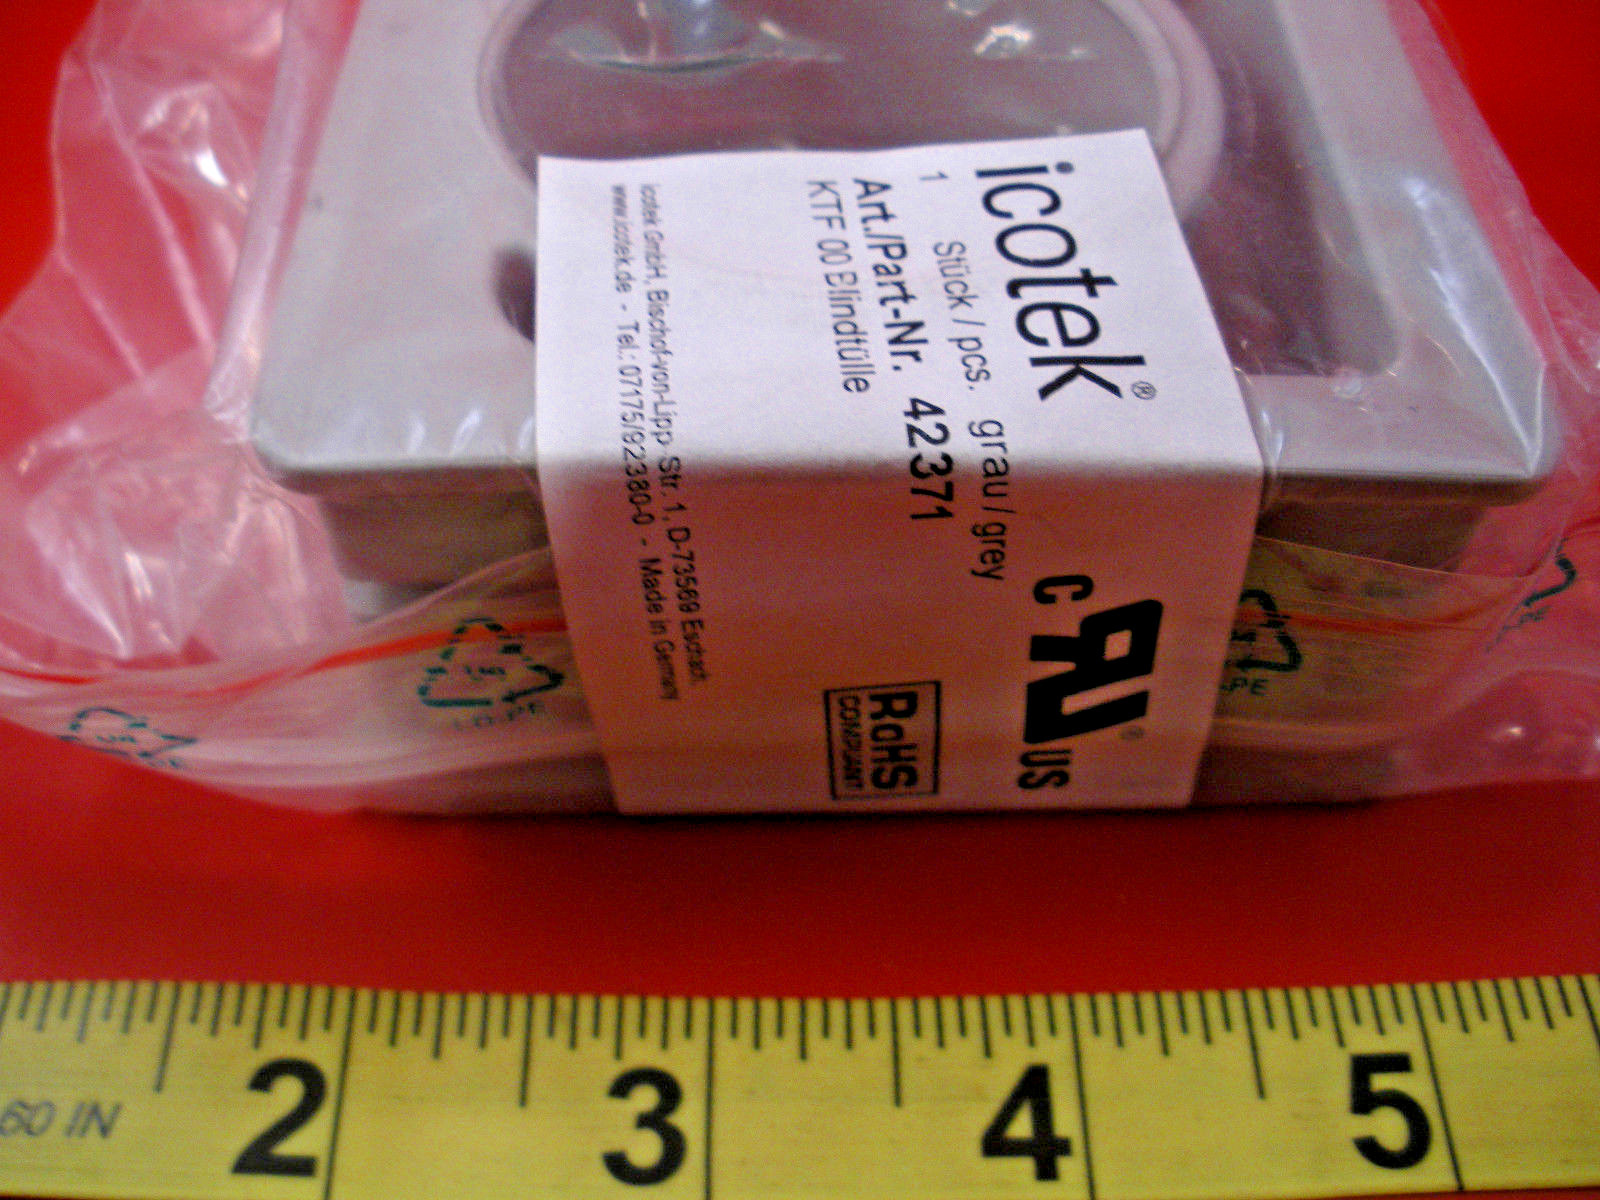 icotek®
1 Stück / pcs. grau / grey
Art./Part-Nr. 42371
KTF 00 Blindtülle
icotek GmbH, Bischof-von-Lipp Str. 1, D-73569 Eschach
www.icotek.de - Tel.: 07175/92380-0 - Made in Germany
C UR US ®
RoHS
COMPLIANT
60 IN
2 3 4 5